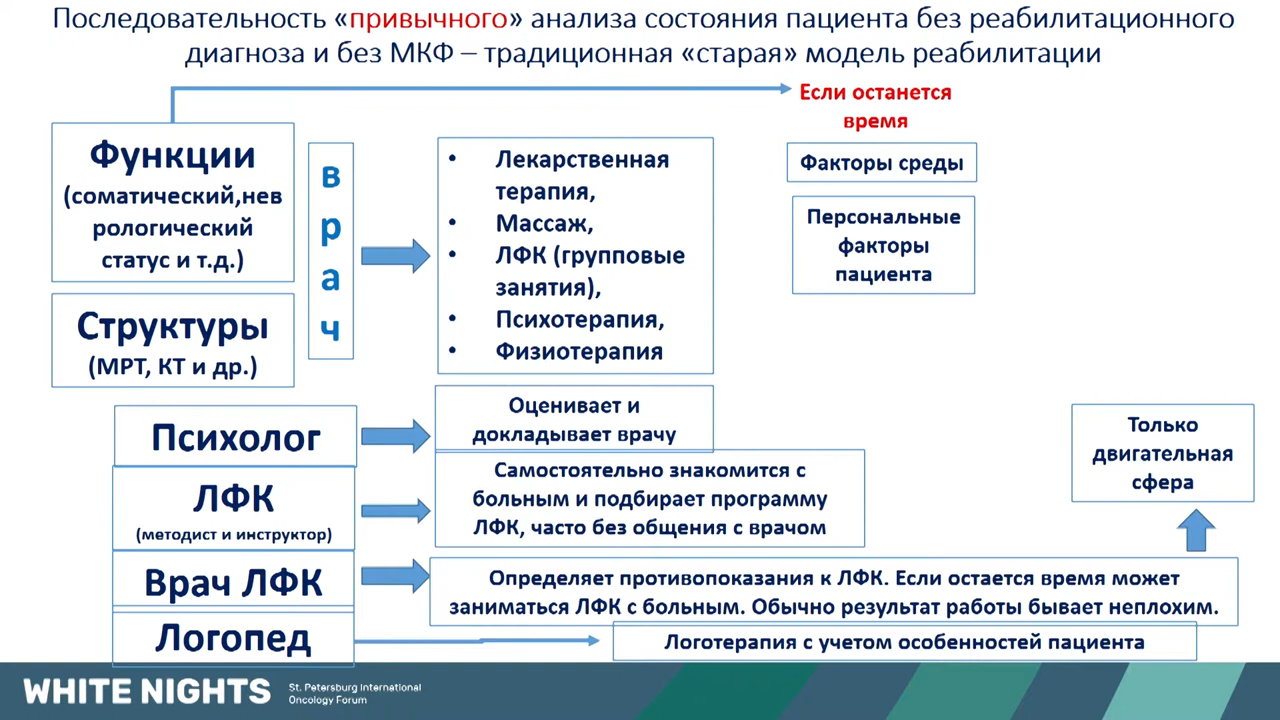 Последовательность «привычного» анализа состояния пациента без реабилитационного
диагноза и без МКФ – традиционная «старая» модель реабилитации
Если останется
время
Функции
(соматический,нев
рологический
статус и т.д.)
Структуры
(МРТ, КТ и др.)
в
р
а
ч
• Лекарственная
терапия,
• Массаж,
• ЛФК (групповые
занятия),
• Психотерапия,
• Физиотерапия
Факторы среды
Персональные
факторы
пациента
Психолог
Оценивает и
докладывает врачу
ЛФК
(методист и инструктор)
Самостоятельно знакомится с
больным и подбирает программу
ЛФК, часто без общения с врачом
Только
двигательная
сфера
Врач ЛФК
Определяет противопоказания к ЛФК. Если остается время может
заниматься ЛФК с больным. Обычно результат работы бывает неплохим.
Логопед
Логотерапия с учетом особенностей пациента
WHITE NIGHTS
St. Petersburg International
Oncology Forum